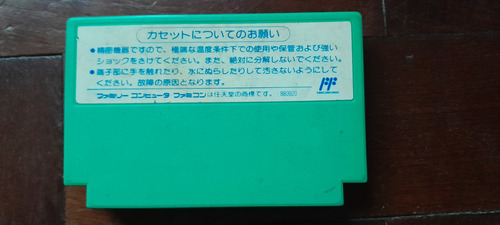 カセットについてのお願い
●精密機器ですので、極端な温度条件下での使用や保管および強い
ショックをさけてください。また、絶対に分解しないでください。
●端子部に手を触れたり、水にぬらしたりして汚さないようにして
ください。故障の原因となります。
ファミリーコンピュータ ファミコンは任天堂の商標です。